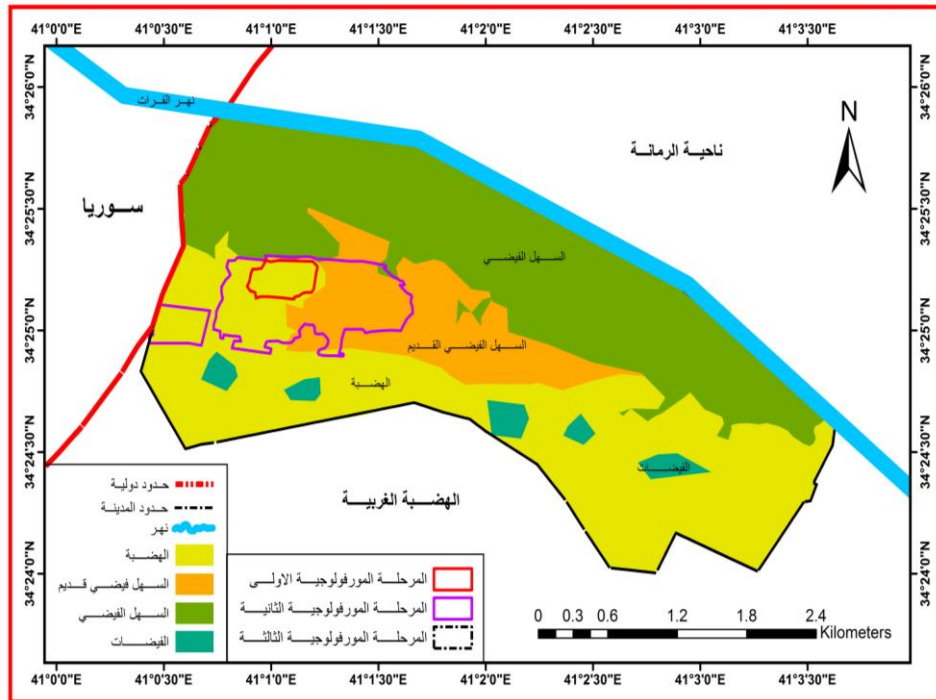 41°0'0"E 41°0'30"E 41°1'0"E 41°1'30"E 41°2'0"E 41°2'30"E 41°3'0"E 41°3'30"E
34°26'0"N
34°26'0"N
نهر الفرات
ناحية الرمانة
N
34°25'30"N
34°25'30"N
سوريا
السهل الفيضي
34°25'0"N
34°25'0"N
السهل الفيضي القديم
الهضبة
34°24'30"N
34°24'30"N
الفيضات
الهضبة الغربية
حدود دولية
حدود المدينة
نهر
الهضبة
السهل فيضي قديم
السهل الفيضي
الفيضات
المرحلة المورفولوجية الاولى
المرحلة المورفولوجية الثانية
المرحلة المورفولوجية الثالثة
34°24'0"N
34°24'0"N
0 0.3 0.6 1.2 1.8 2.4
Kilometers
41°0'0"E 41°0'30"E 41°1'0"E 41°1'30"E 41°2'0"E 41°2'30"E 41°3'0"E 41°3'30"E